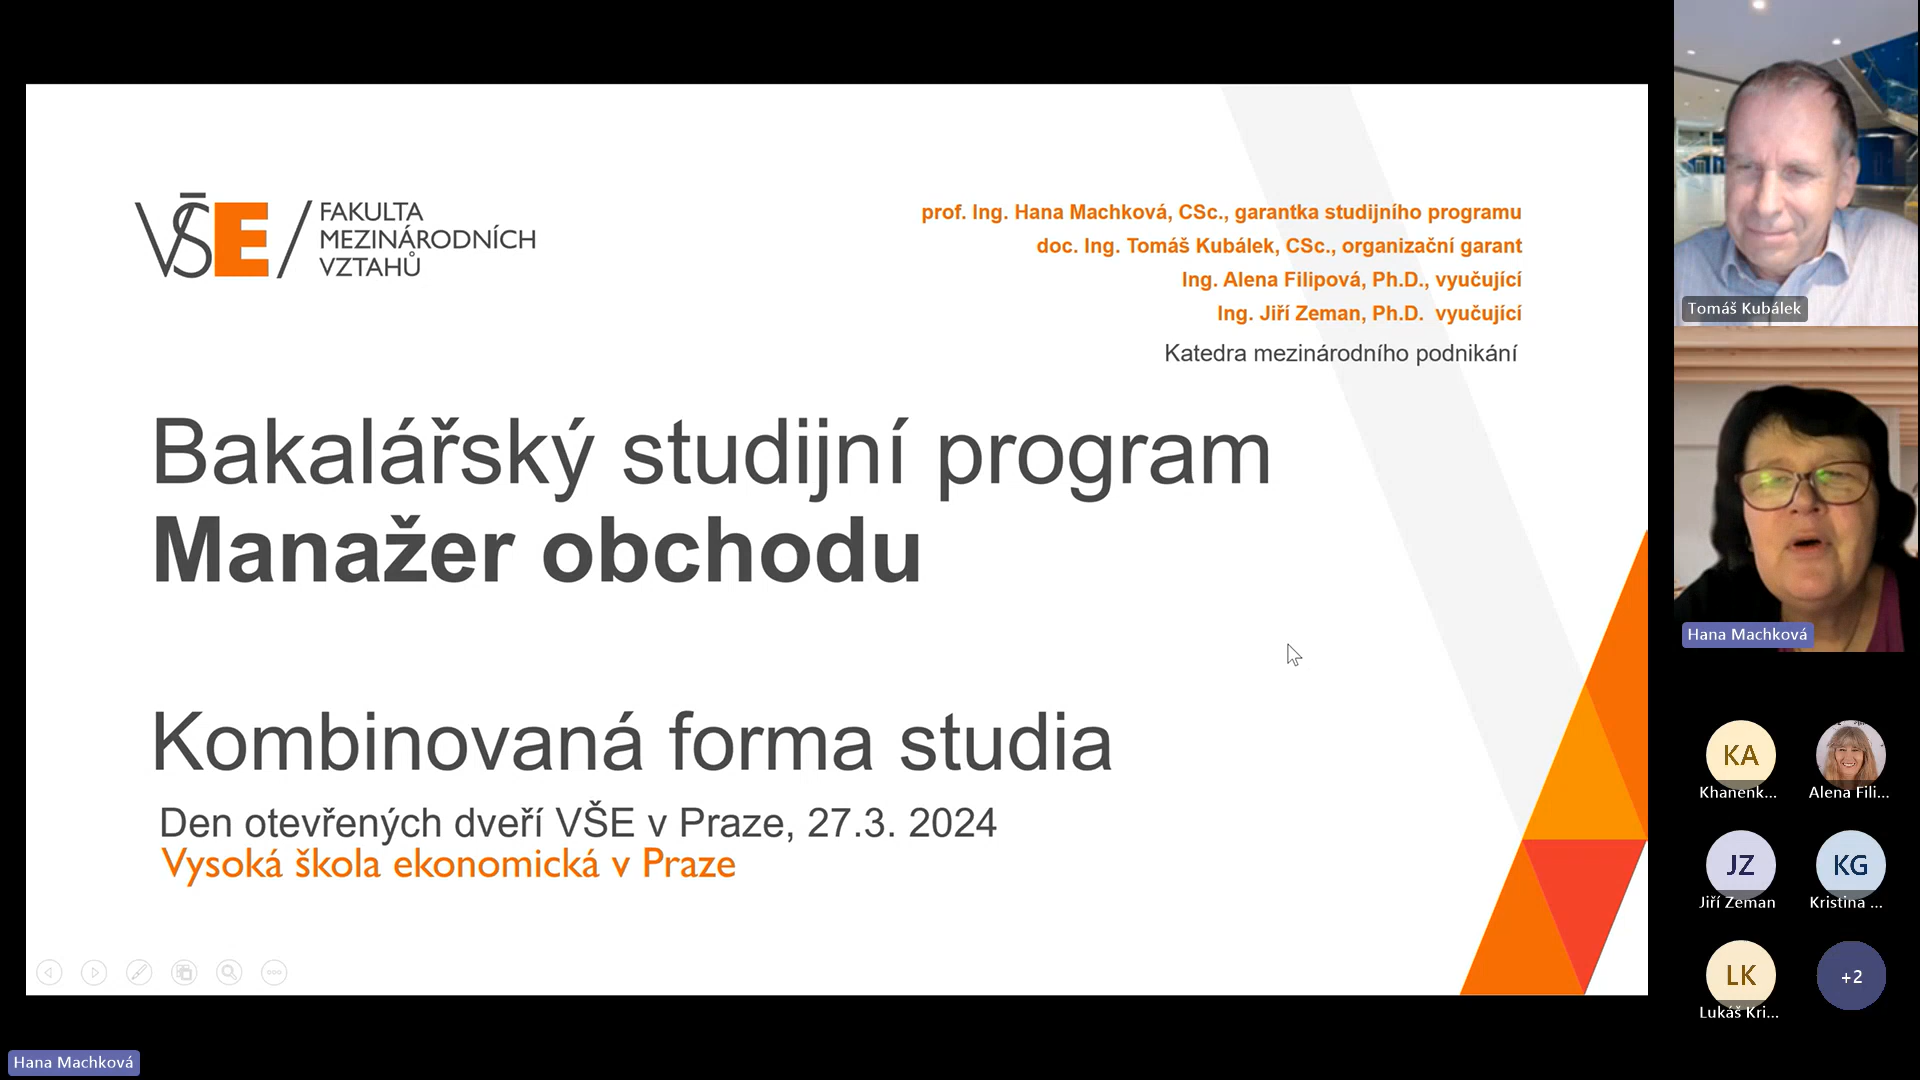 VŠE / FAKULTA
MEZINÁRODNÍCH
VZTAHŮ
prof. Ing. Hana Machková, CSc., garantka studijního programu
doc. Ing. Tomáš Kubálek, CSc., organizační garant
Ing. Alena Filipová, Ph.D., vyučující
Ing. Jiří Zeman, Ph.D. vyučující
Katedra mezinárodního podnikání
Bakalářský studijní program
Manažer obchodu
Kombinovaná forma studia
Den otevřených dveří VŠE v Praze, 27.3. 2024
Vysoká škola ekonomická v Praze
Tomáš Kubálek
Hana Machková
KA
Khanenk...
Alena Fili...
JZ
Jiří Zeman
KG
Kristina ...
LK
Lukáš Kri...
+2
Hana Machková